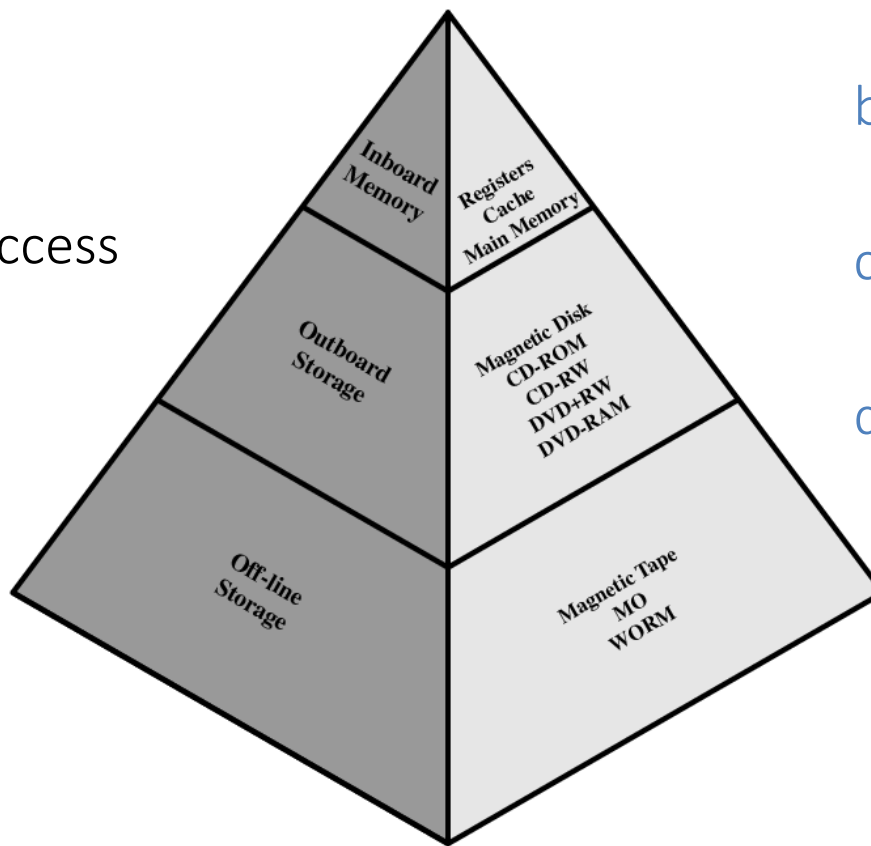 Inboard
Memory
Registers
Cache
Main Memory
ccess
Outboard
Storage
Magnetic Disk
CD-ROM
CD-RW
DVD+RW
DVD-RAM
Off-line
Storage
Magnetic Tape
MO
WORM